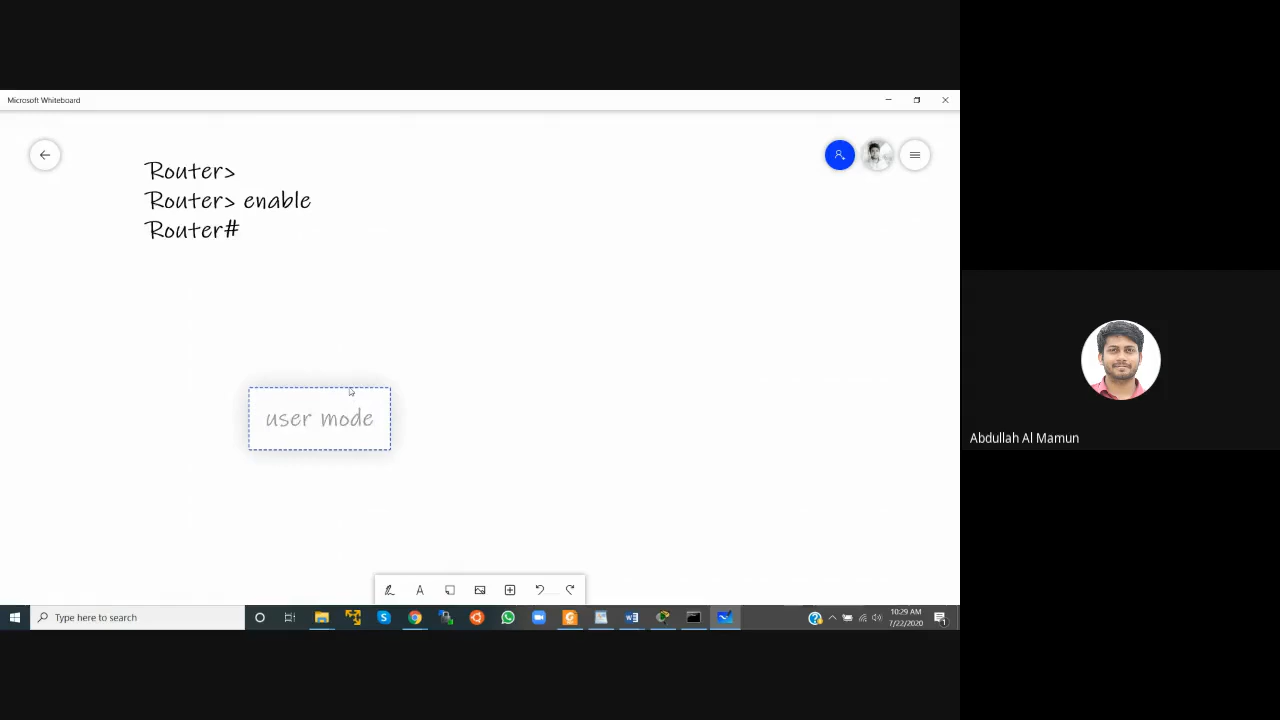 Microsoft Whiteboard
Router>
Router> enable
Router#
user mode
Abdullah Al Mamun
Type here to search
10:29 AM
7/22/2020